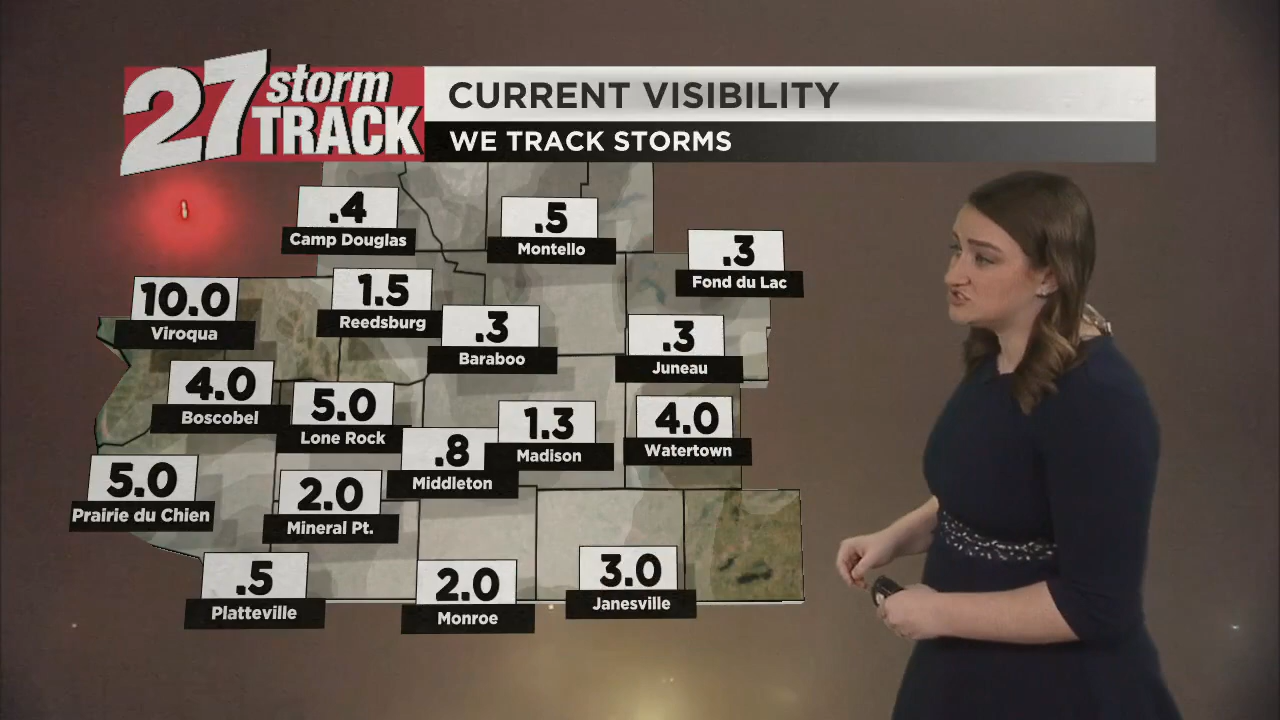 27 storm TRACK
CURRENT VISIBILITY
WE TRACK STORMS
.4
Camp Douglas
.5
Montello
.3
Fond du Lac
10.0
Viroqua
1.5
Reedsburg
.3
Baraboo
.3
Juneau
4.0
Boscobel
5.0
Lone Rock
.8
Middleton
1.3
Madison
4.0
Watertown
5.0
Prairie du Chien
2.0
Mineral Pt.
.5
Platteville
2.0
Monroe
3.0
Janesville